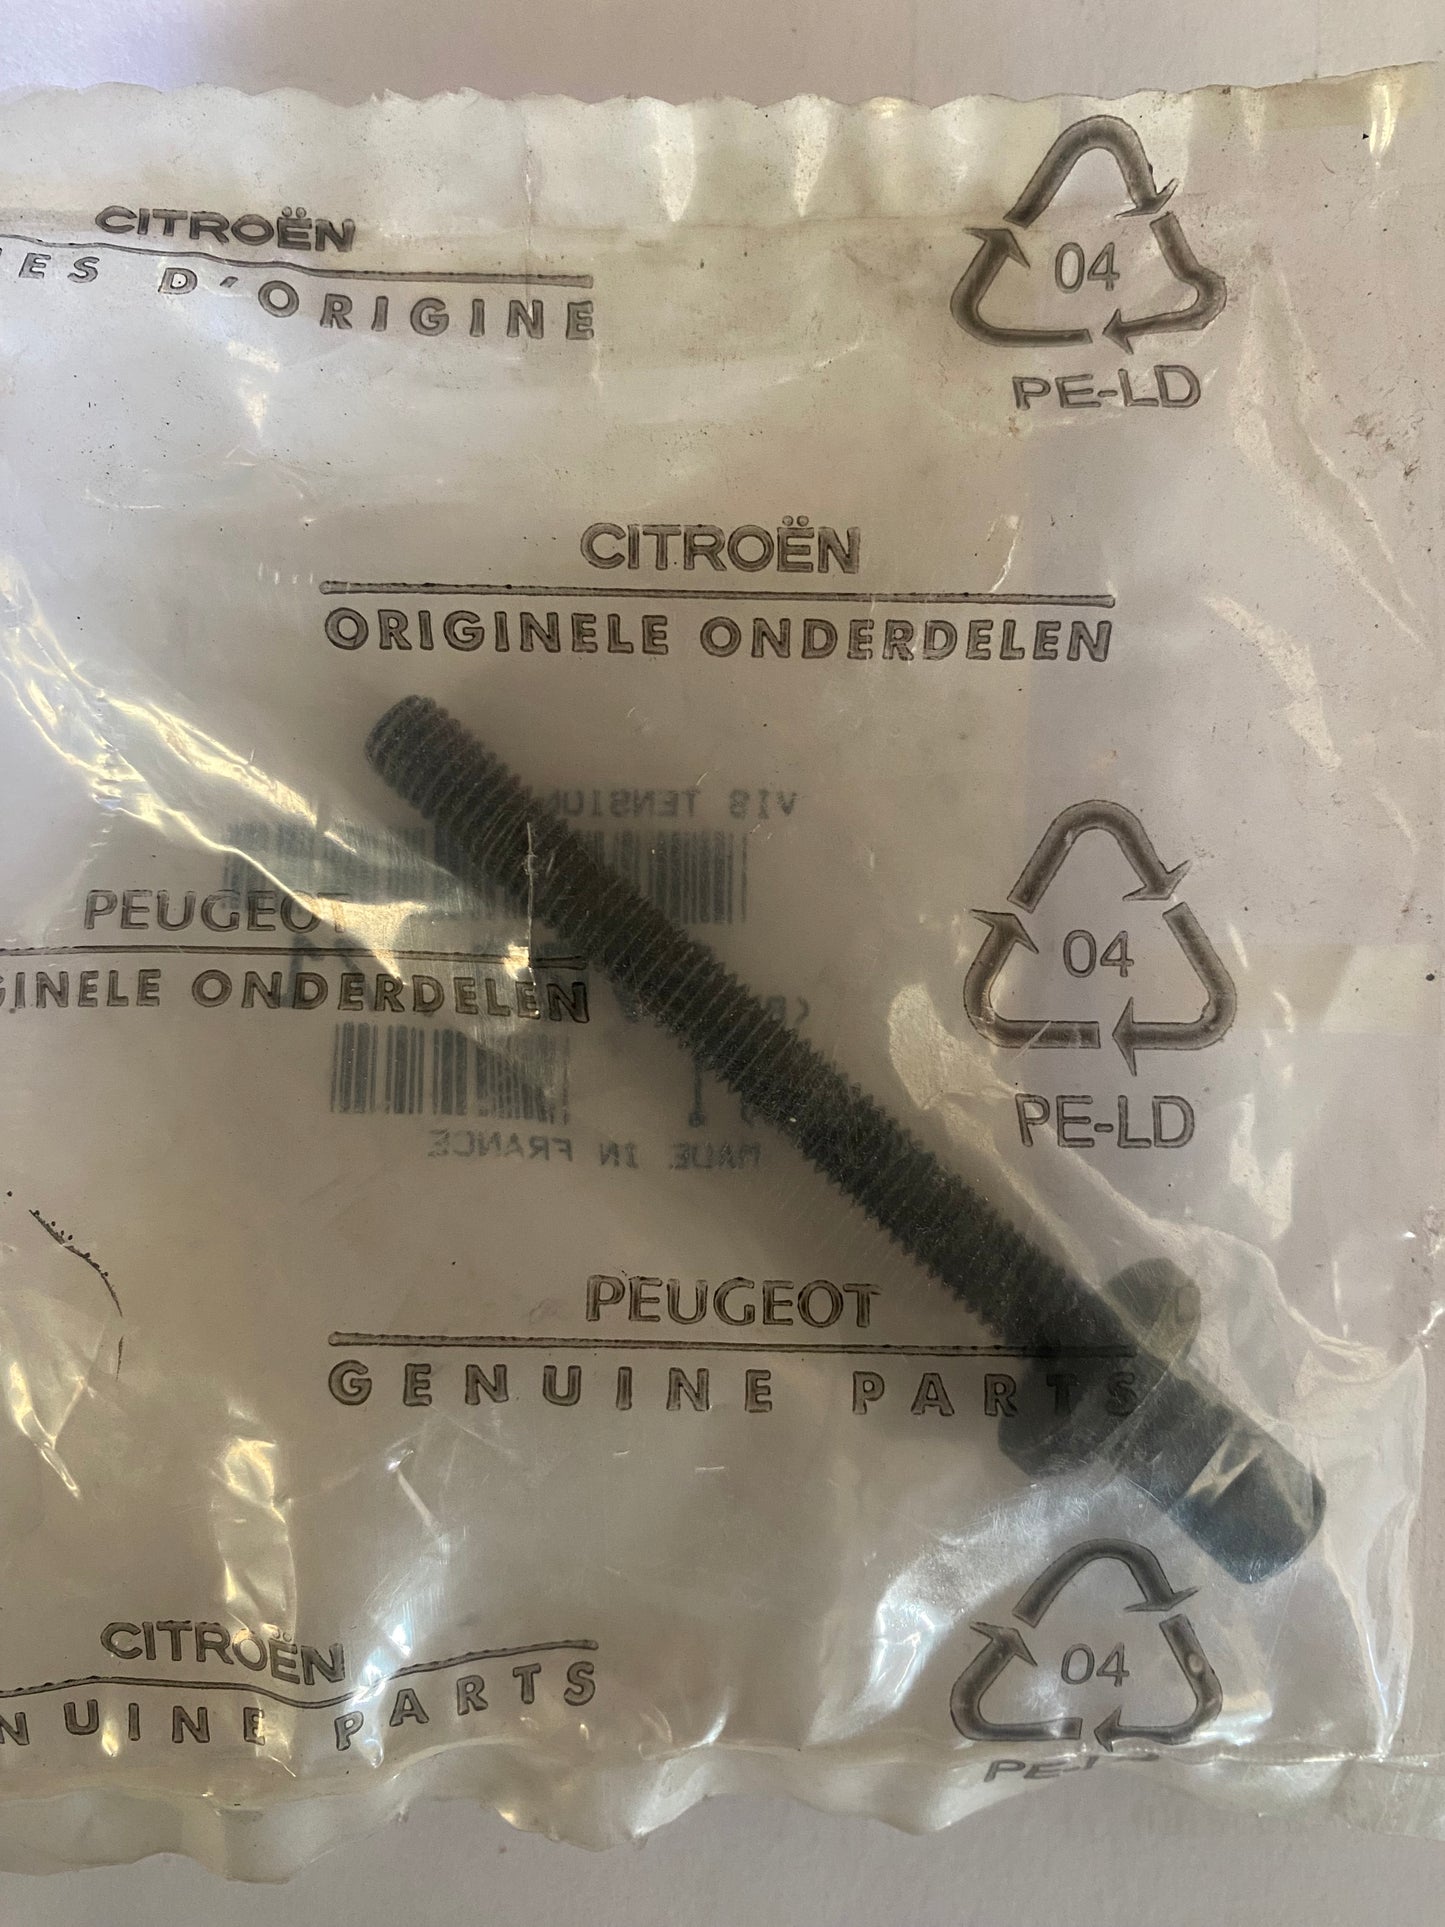 CITROËN
ES D'ORIGINE
04
PE-LD
CITROËN
ORIGINELE ONDERDELEN
VIS TENSION
PEUGEOT
GINELE ONDERDELEN
04
PE-LD
MADE IN FRANCE
PEUGEOT
GENUINE PARTS
CITROËN
NUINE PARTS
04
PE-L